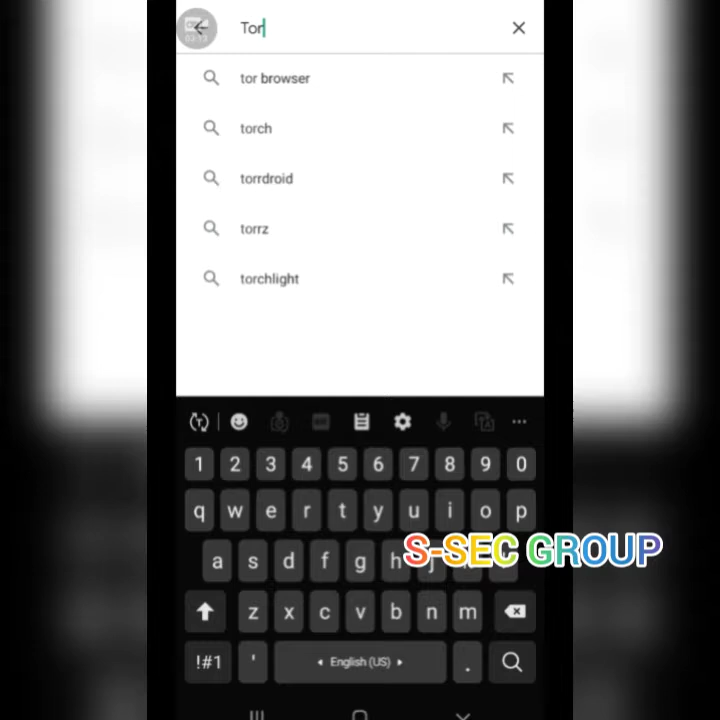 Tor
tor browser
torch
torrdroid
torrz
torchlight
1 2 3 4 5 6 7 8 9 0
q w e r t y u i o p
a s d f g h j
S-SEC GROUP
z x c v b n m
!#1 ' English (US) .